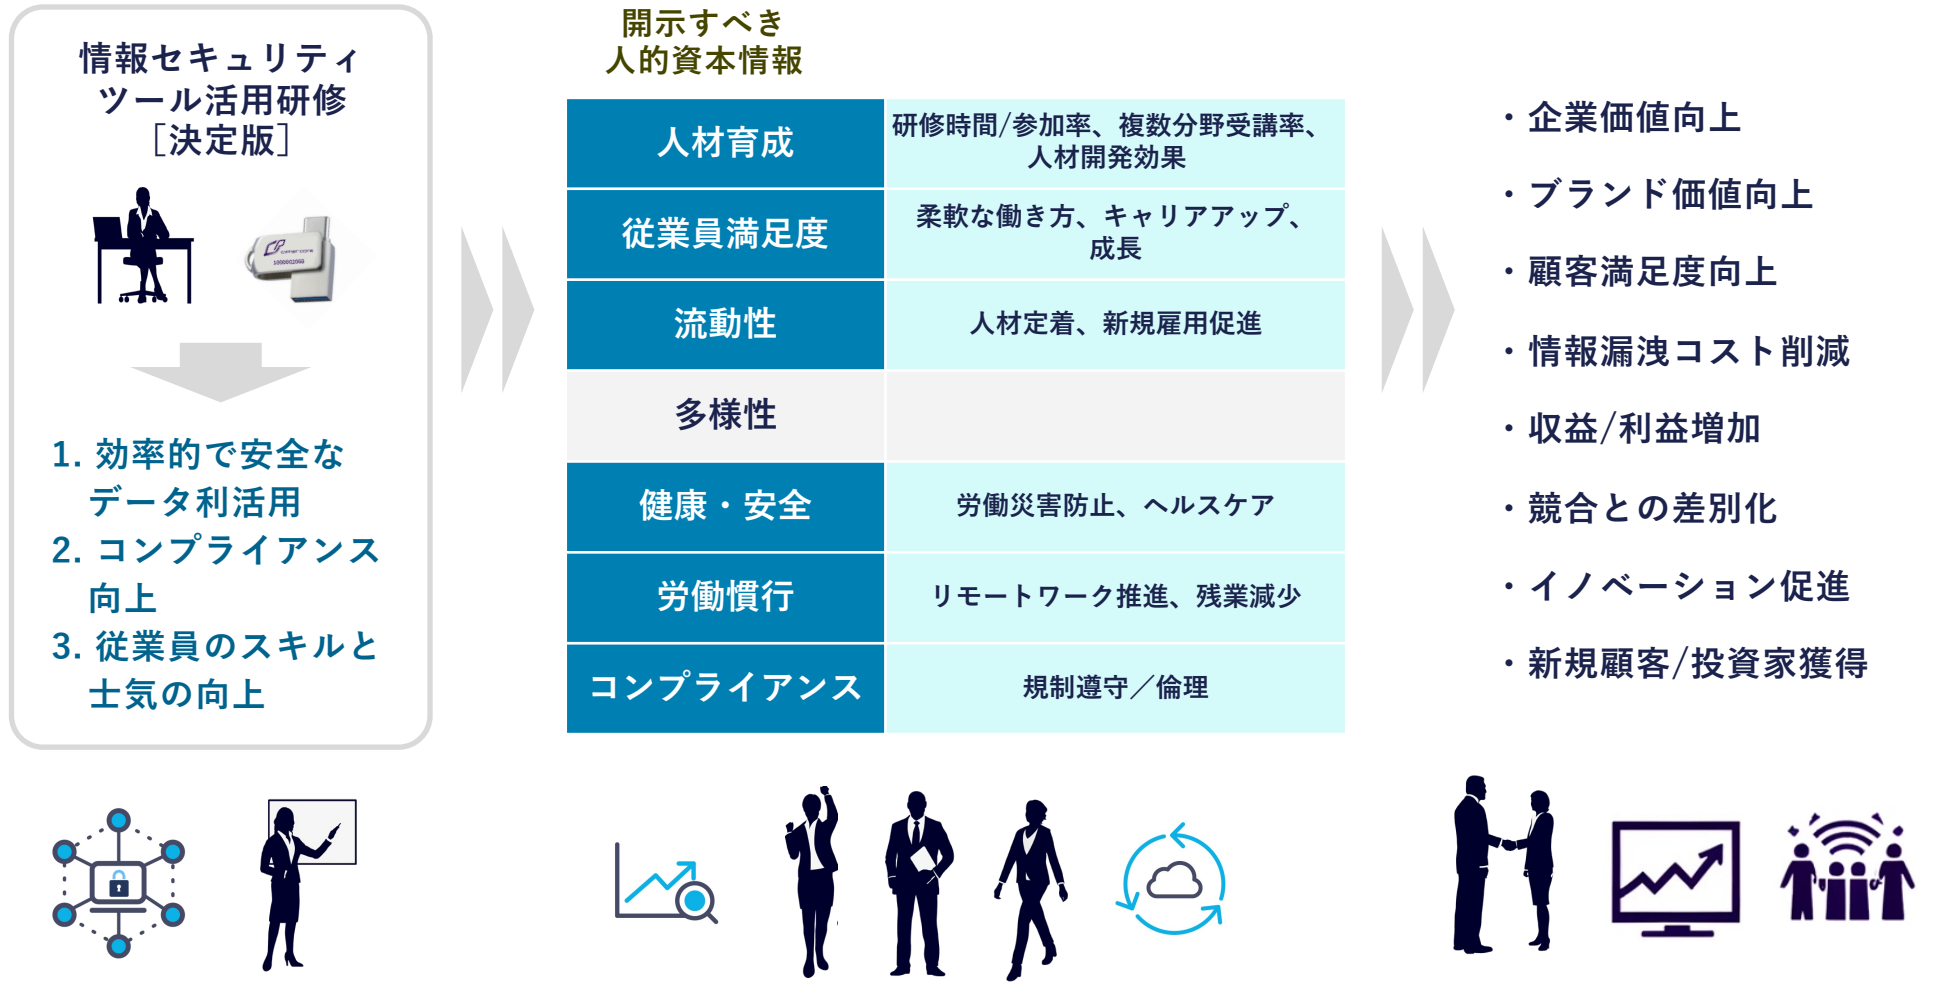 情報セキュリティ
ツール活用研修
［決定版］
1000002060
1. 効率的で安全な
データ利活用
2. コンプライアンス
向上
3. 従業員のスキルと
士気の向上
開示すべき
人的資本情報
人材育成
研修時間/参加率、複数分野受講率、
人材開発効果
従業員満足度
柔軟な働き方、キャリアアップ、
成長
流動性
人材定着、新規雇用促進
多様性
健康・安全
労働災害防止、ヘルスケア
労働慣行
リモートワーク推進、残業減少
コンプライアンス
規制遵守／倫理
・企業価値向上
・ブランド価値向上
・顧客満足度向上
・情報漏洩コスト削減
・収益/利益増加
・競合との差別化
・イノベーション促進
・新規顧客/投資家獲得